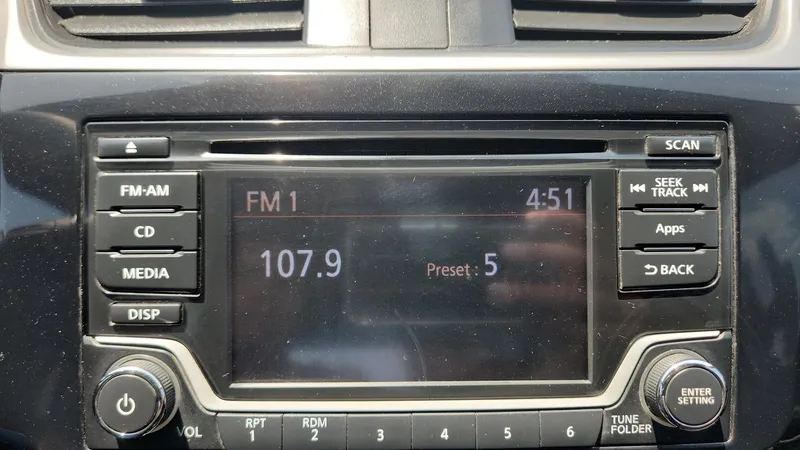 SCAN
FM·AM
CD
MEDIA
DISP
FM 1 4:51
107.9 Preset : 5
SEEK
TRACK
Apps
BACK
VOL
RPT
1
RDM
2
3
4
5
6
TUNE
FOLDER
ENTER
SETTING